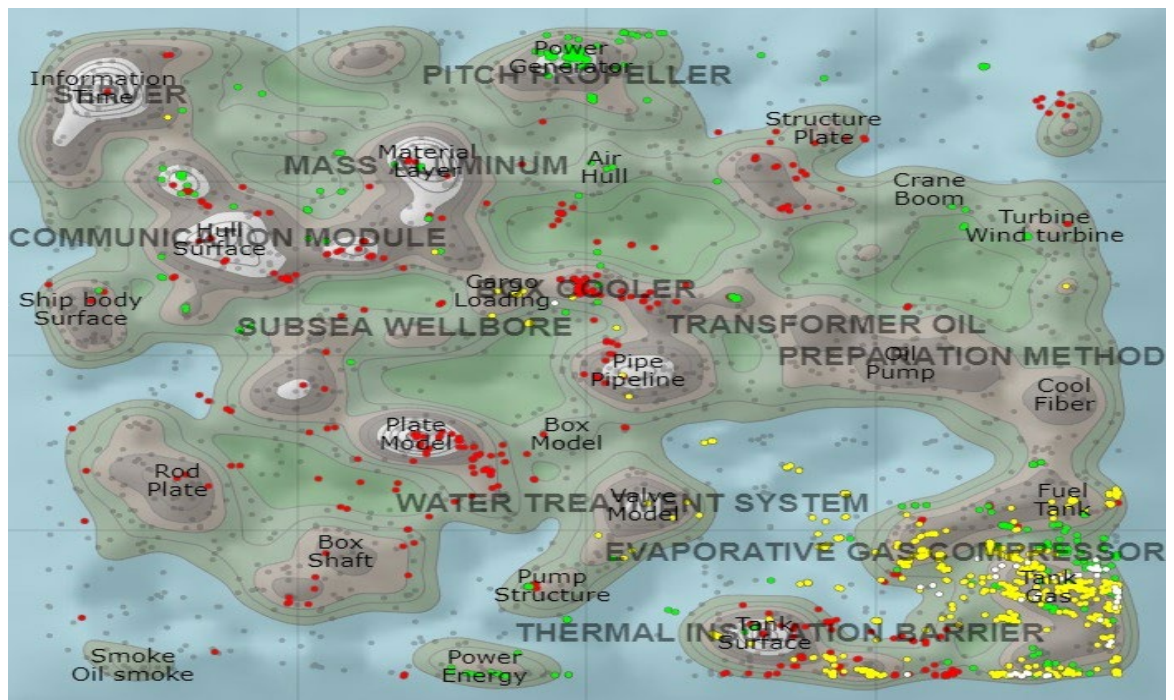 Power
Generator
PITCH PROPELLER
Information
Time
SERVER
Structure
Plate
Material
Layer
MASS ALUMINUM
Air
Hull
Crane
Boom
Turbine
Wind turbine
Hull
Surface
COMMUNICATION MODULE
Cargo
Loading
BOX COOLER
Ship body
Surface
SUBSEA WELLBORE
TRANSFORMER OIL
PREPARATION METHOD
Oil
Pump
Pipe
Pipeline
Cool
Fiber
Plate
Model
Box
Model
Rod
Plate
WATER TREATMENT SYSTEM
Valve
Model
Fuel
Tank
Box
Shaft
EVAPORATIVE GAS COMPRESSOR
Pump
Structure
Tank
Gas
THERMAL INSULATION BARRIER
Tank
Surface
Smoke
Oil smoke
Power
Energy